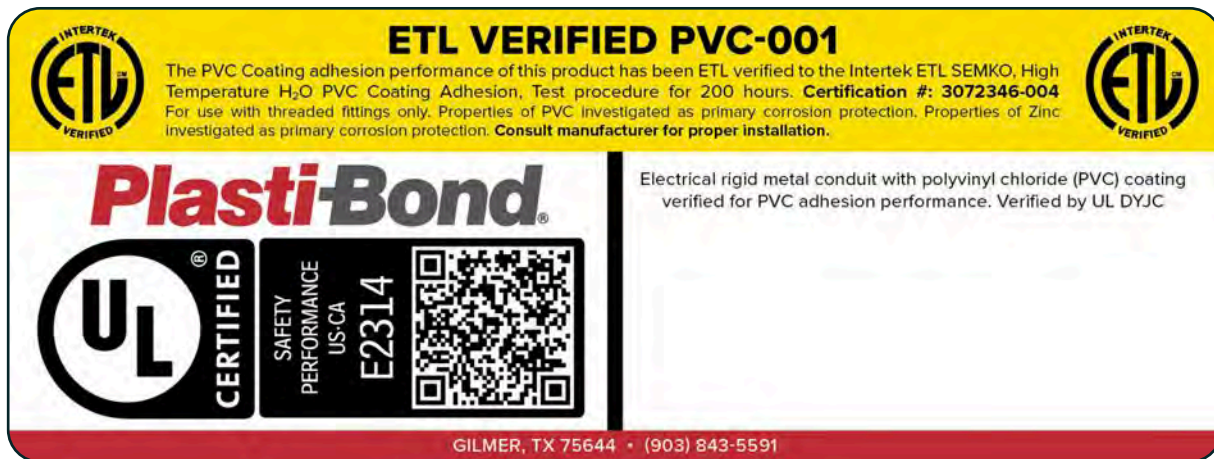 INTERTEK
ETL CM
VERIFIED
ETL VERIFIED PVC-001
The PVC Coating adhesion performance of this product has been ETL verified to the Intertek ETL SEMKO, High
Temperature H₂O PVC Coating Adhesion, Test procedure for 200 hours. Certification #: 3072346-004
For use with threaded fittings only. Properties of PVC investigated as primary corrosion protection. Properties of Zinc
investigated as primary corrosion protection. Consult manufacturer for proper installation.
INTERTEK
ETL CM
VERIFIED
Plasti-Bond®
UL ®
CERTIFIED
SAFETY
PERFORMANCE
US-CA
E2314
Electrical rigid metal conduit with polyvinyl chloride (PVC) coating
verified for PVC adhesion performance. Verified by UL DYJC
GILMER, TX 75644 • (903) 843-5591